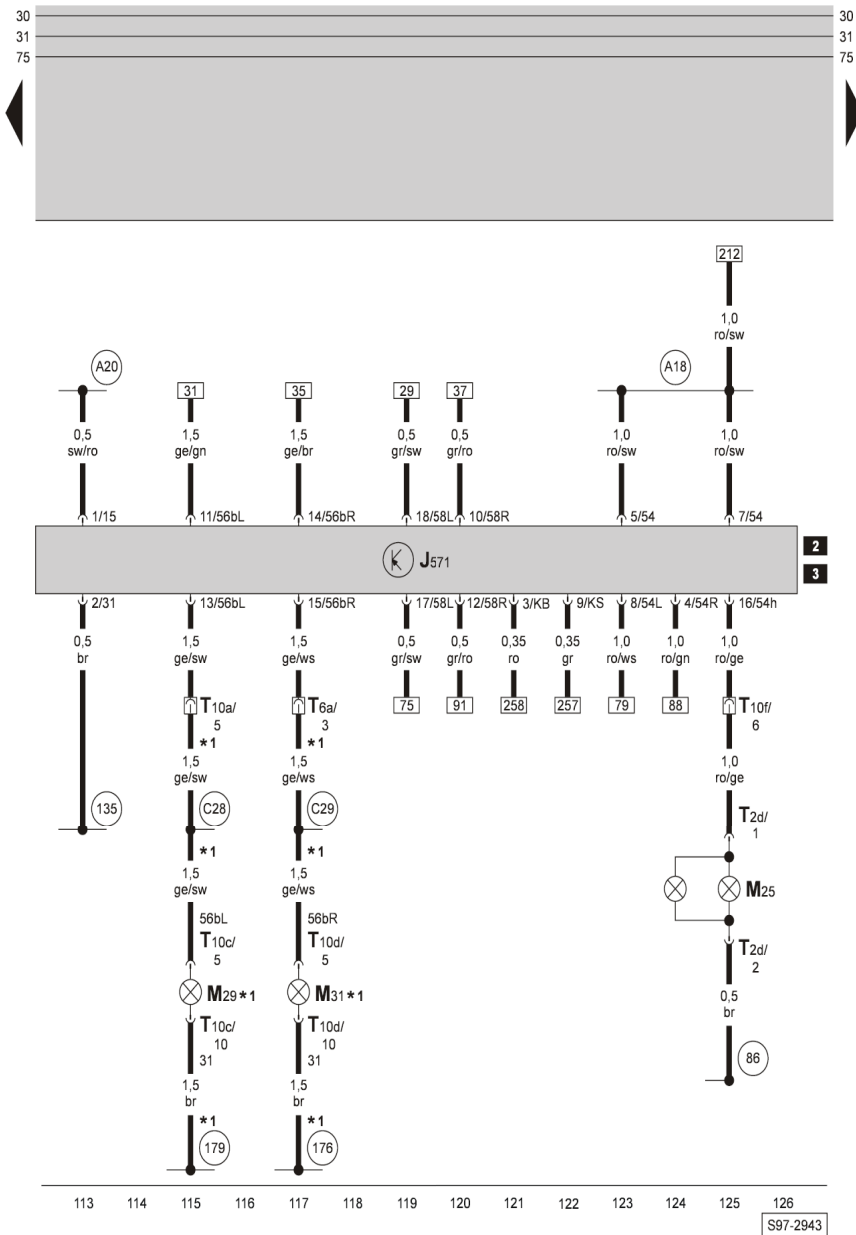 30 30
31 31
75 75
212
1,0
ro/sw
A20 A18
31 35 29 37
0,5 1,5 1,5 0,5 0,5 1,0 1,0
sw/ro ge/gn ge/br gr/sw gr/ro ro/sw ro/sw
1/15 11/56bL 14/56bR 18/58L 10/58R 5/54 7/54
J571
2
3
2/31 13/56bL 15/56bR 17/58L 12/58R 3/KB 9/KS 8/54L 4/54R 16/54h
0,5 1,5 1,5 0,5 0,5 0,35 0,35 1,0 1,0 1,0
br ge/sw ge/ws gr/sw gr/ro ro gr ro/ws ro/gn ro/ge
T10a/ T6a/ 75 91 258 257 79 88 T10f/
5 3 6
*1 *1
1,5 1,5 1,0
ge/sw ge/ws ro/ge
135 C28 C29 T2d/
1
*1 *1
1,5 1,5
ge/sw ge/ws M25
56bL 56bR
T10c/ T10d/ T2d/
5 5 2
M29*1 M31*1 0,5
br
T10c/ T10d/
10 10
31 31 86
1,5 1,5
br br
*1 *1
179 176
113 114 115 116 117 118 119 120 121 122 123 124 125 126
S97-2943